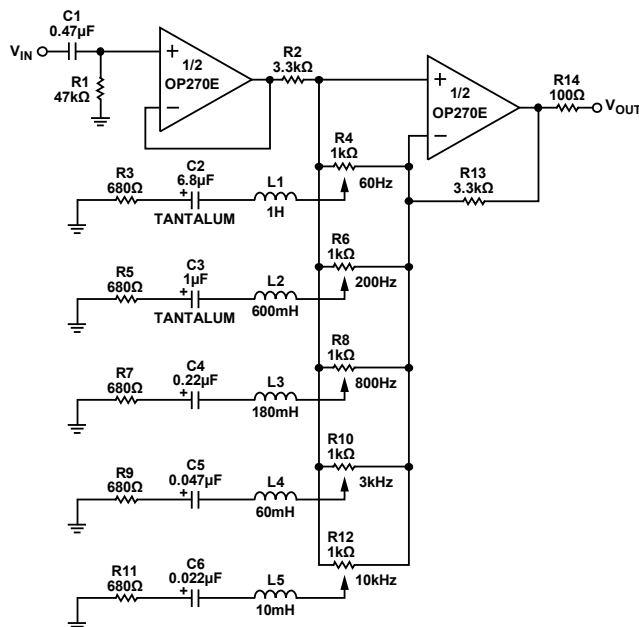 C1
0.47µF
V_IN
R1
47kΩ
+
–
1/2
OP270E
R2
3.3kΩ
+
–
1/2
OP270E
R14
100Ω
V_OUT
R13
3.3kΩ
R4
1kΩ
60Hz
R3
680Ω
+
C2
6.8µF
TANTALUM
L1
1H
R6
1kΩ
200Hz
R5
680Ω
+
C3
1µF
TANTALUM
L2
600mH
R8
1kΩ
800Hz
R7
680Ω
+
C4
0.22µF
L3
180mH
R10
1kΩ
3kHz
R9
680Ω
+
C5
0.047µF
L4
60mH
R12
1kΩ
10kHz
R11
680Ω
+
C6
0.022µF
L5
10mH